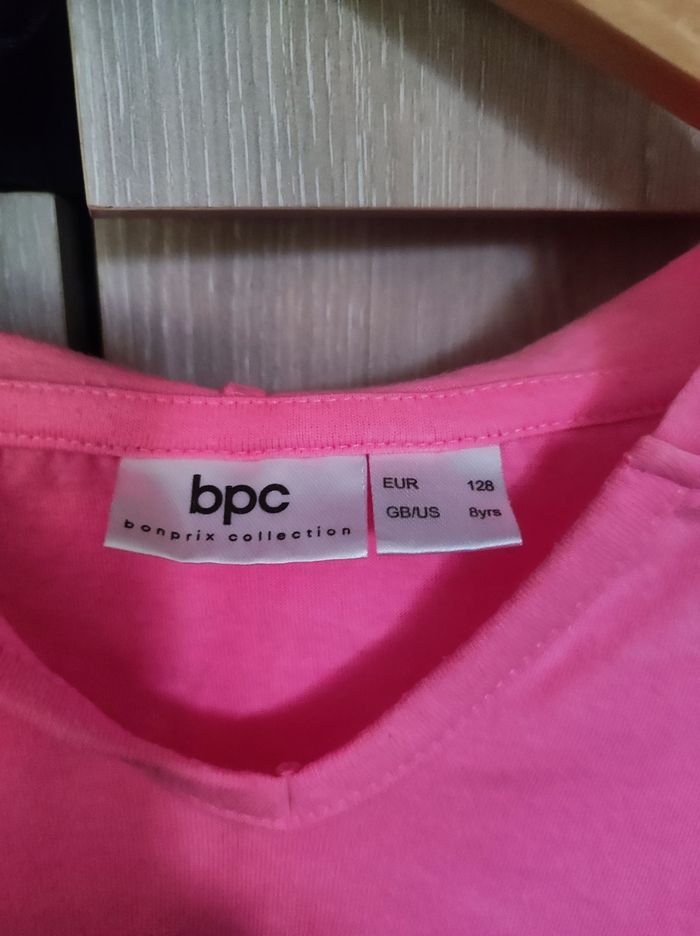 bpc
bonprix collection
EUR 128
GB/US 8yrs